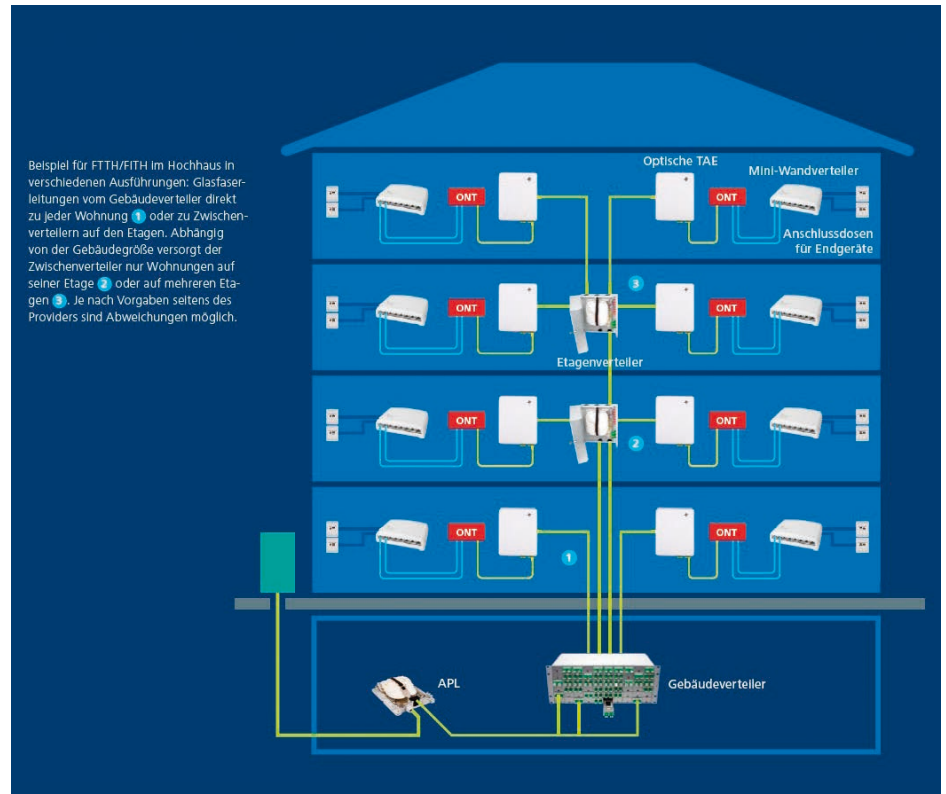 Beispiel für FTTH/FITH im Hochhaus in
verschiedenen Ausführungen: Glasfaser-
leitungen vom Gebäudeverteiler direkt
zu jeder Wohnung 1 oder zu Zwischen-
verteilern auf den Etagen. Abhängig
von der Gebäudegröße versorgt der
Zwischenverteiler nur Wohnungen auf
seiner Etage 2 oder auf mehreren Eta-
gen 3. Je nach Vorgaben seitens des
Providers sind Abweichungen möglich.
Optische TAE
Mini-Wandverteiler
ONT
ONT
Anschlussdosen
für Endgeräte
3
ONT
ONT
Etagenverteiler
ONT
ONT
2
ONT
ONT
1
APL
Gebäudeverteiler